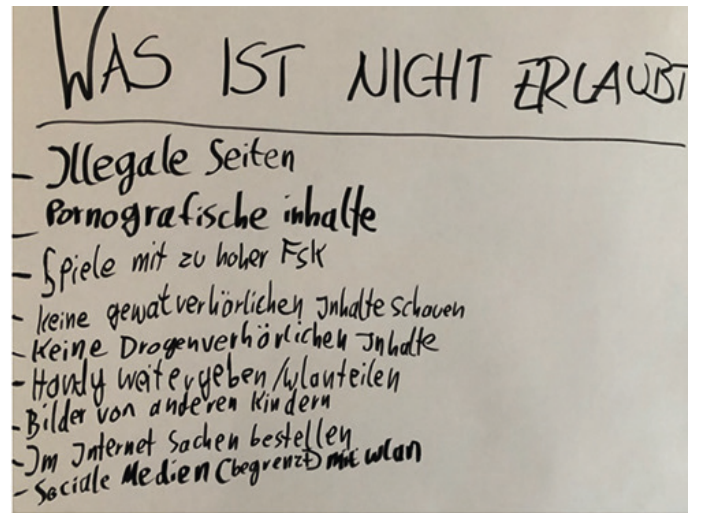 WAS IST NICHT ERLAUBT
- Illegale Seiten
- Pornografische inhalte
- Spiele mit zu hoher FSK
- keine gewatverhörlichen Inhalte schauen
- Keine Drogenverhörlichen Inhalte
- Handy weitergeben/wlanteilen
- Bilder von anderen Kindern
- Im Internet Sachen bestellen
- Sociale Medien (begrenzt) mit wlan